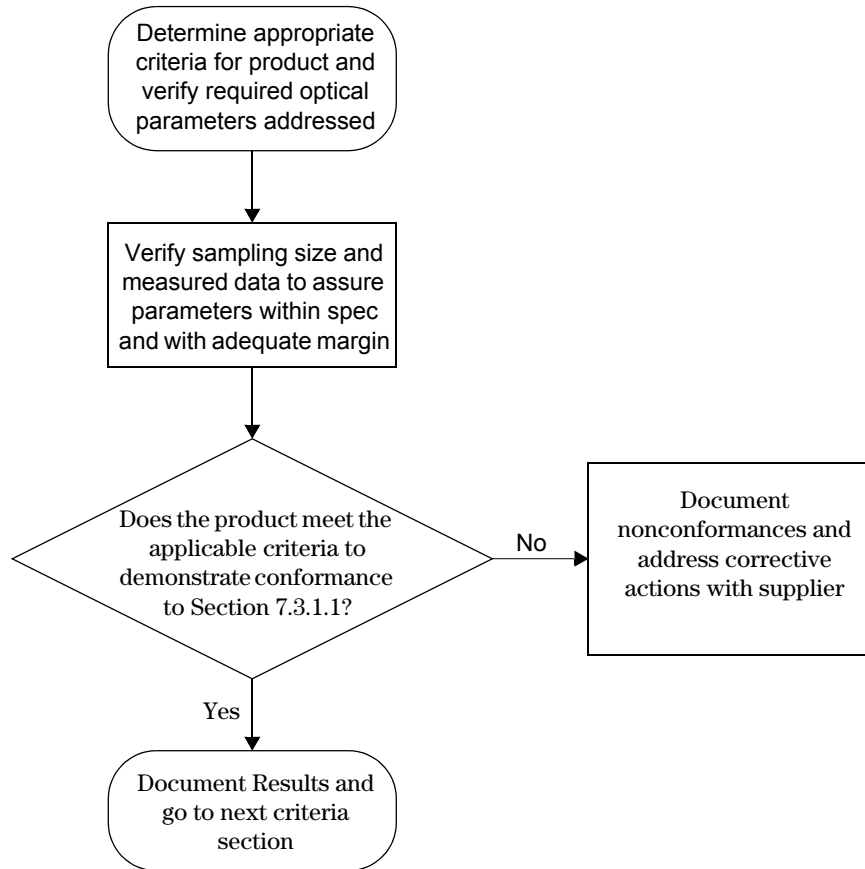 Determine appropriate
criteria for product and
verify required optical
parameters addressed
Verify sampling size and
measured data to assure
parameters within spec
and with adequate margin
Does the product meet the
applicable criteria to
demonstrate conformance
to Section 7.3.1.1?
No
Document
nonconformances and
address corrective
actions with supplier
Yes
Document Results and
go to next criteria
section